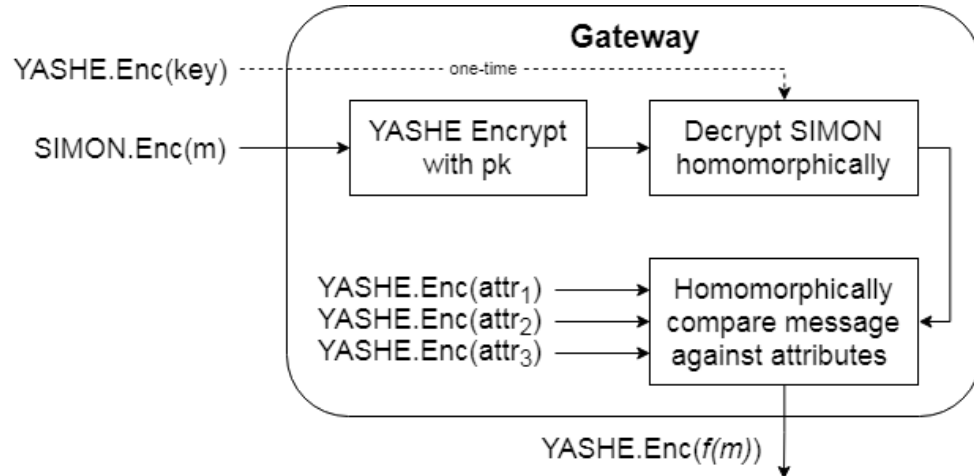 Gateway
YASHE.Enc(key)
one-time
SIMON.Enc(m)
YASHE Encrypt
with pk
Decrypt SIMON
homomorphically
YASHE.Enc(attr₁)
YASHE.Enc(attr₂)
YASHE.Enc(attr₃)
Homomorphically
compare message
against attributes
YASHE.Enc(f(m))